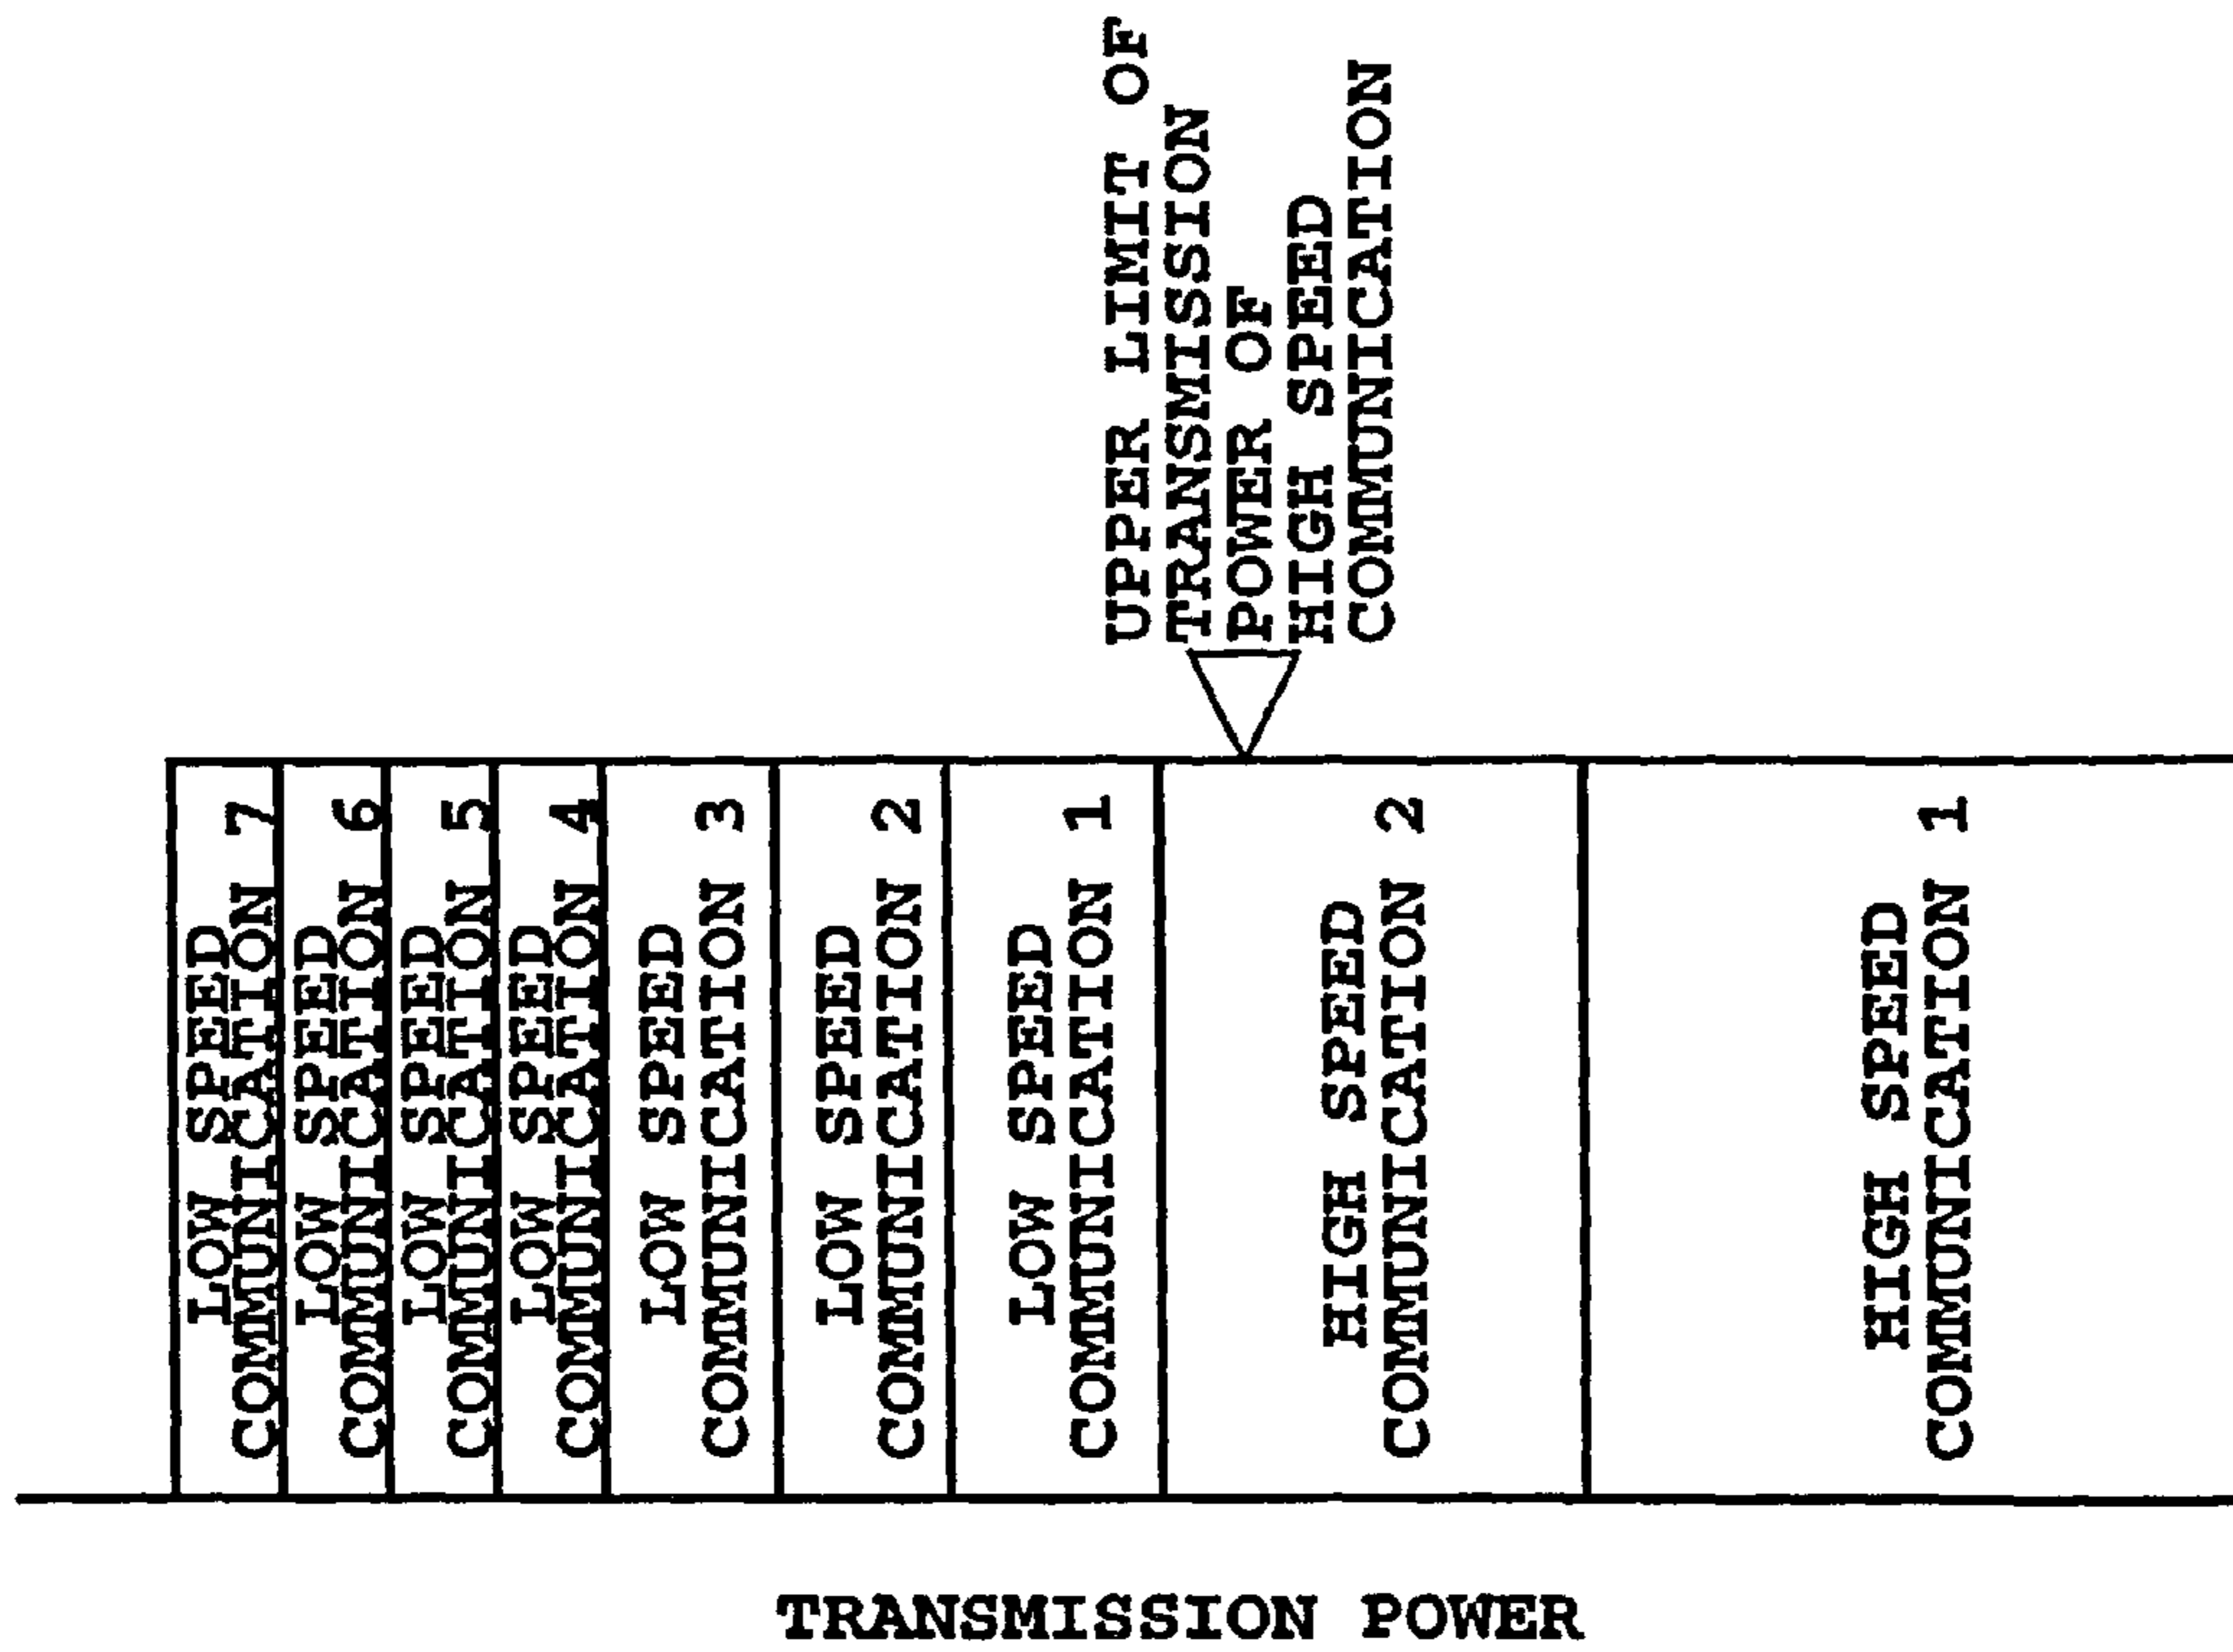 UPPER LIMIT OF
TRANSMISSION
POWER OF
HIGH SPEED
COMMUNICATION
LOW SPEED
COMMUNICATION 7
LOW SPEED
COMMUNICATION 6
LOW SPEED
COMMUNICATION 5
LOW SPEED
COMMUNICATION 4
LOW SPEED
COMMUNICATION 3
LOW SPEED
COMMUNICATION 2
LOW SPEED
COMMUNICATION 1
HIGH SPEED
COMMUNICATION 2
HIGH SPEED
COMMUNICATION 1
TRANSMISSION POWER